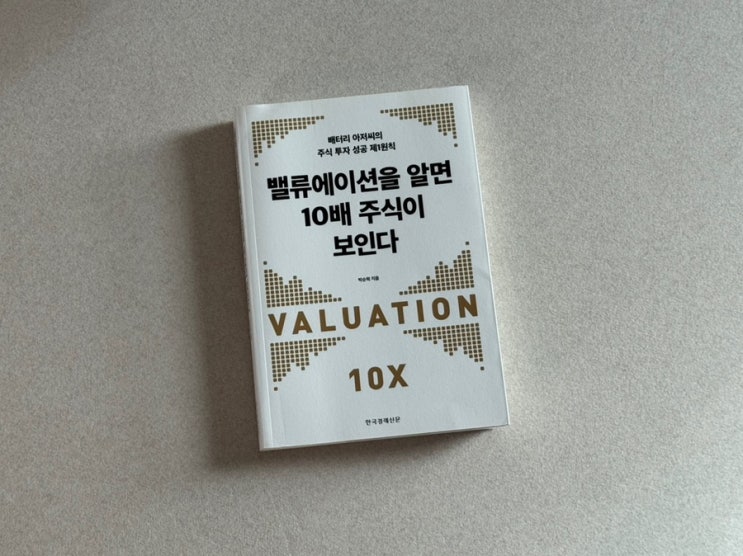 배터리 아저씨의
주식 투자 성공 제1원칙
밸류에이션을 알면
10배 주식이
보인다
박순혁 지음
VALUATION
10X
한국경제신문